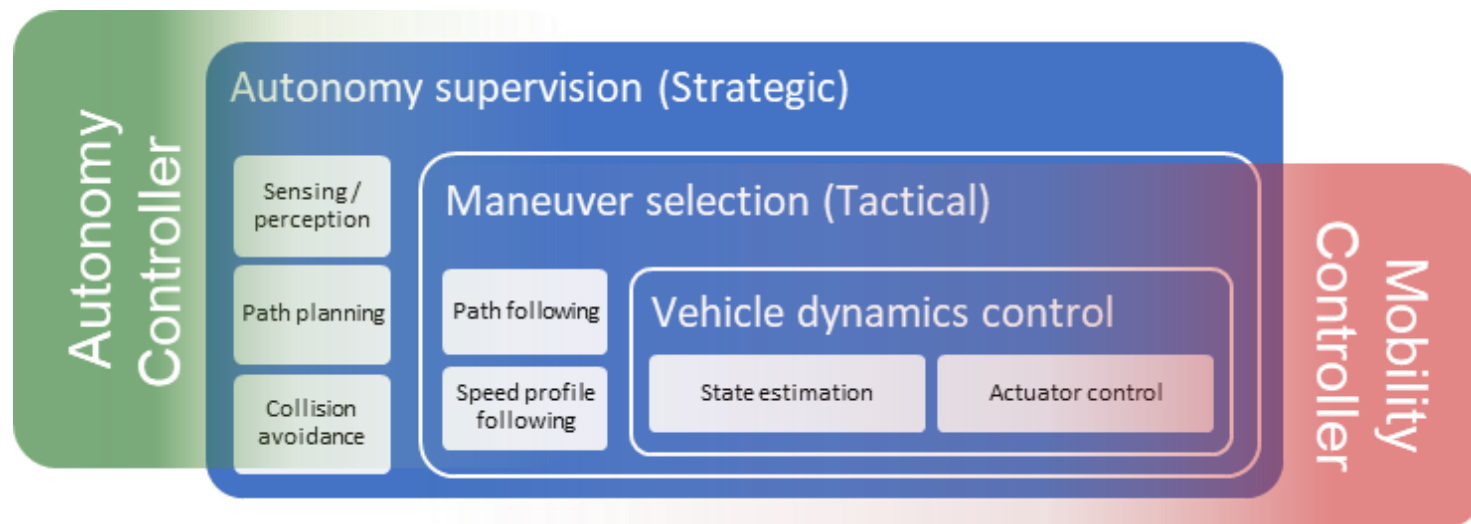 Autonomy
Controller
Autonomy supervision (Strategic)
Sensing /
perception
Path planning
Collision
avoidance
Maneuver selection (Tactical)
Path following
Speed profile
following
Vehicle dynamics control
State estimation
Actuator control
Mobility
Controller